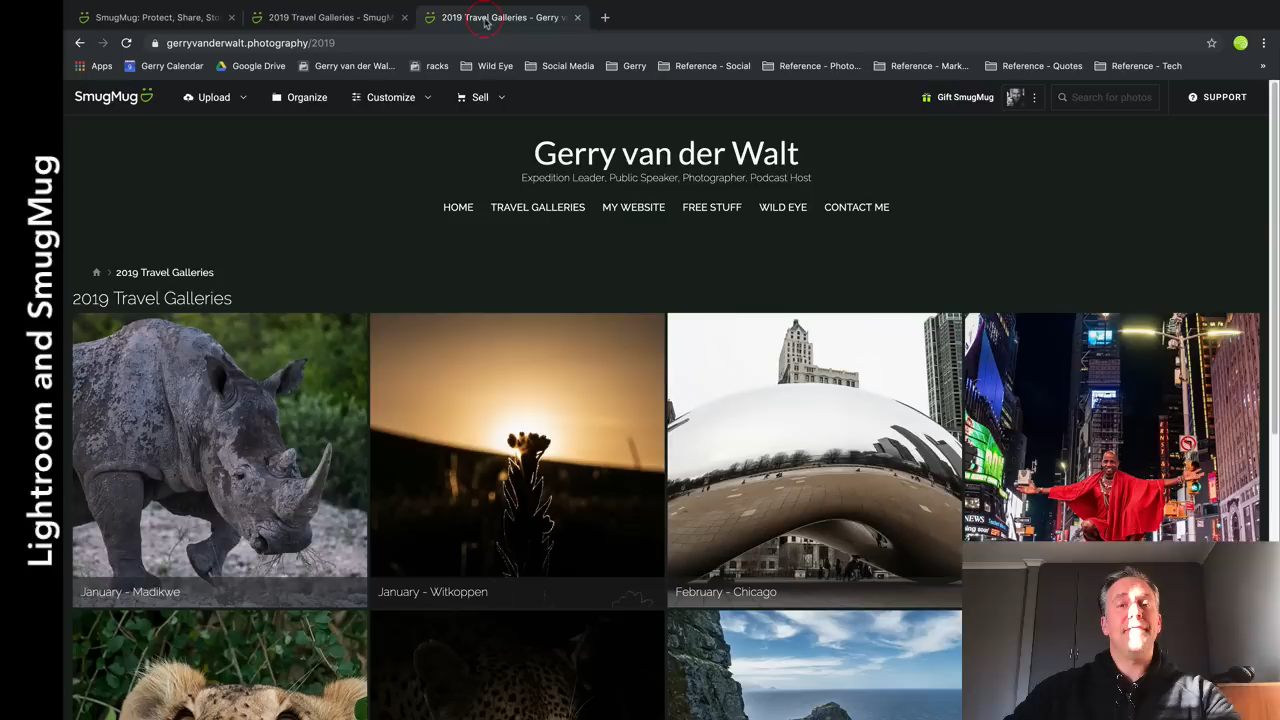 SmugMug: Protect, Share, Sto
2019 Travel Galleries - SmugM
2019 Travel Galleries - Gerry v
gerryvanderwalt.photography/2019
Apps
Gerry Calendar
Google Drive
Gerry van der Wal...
racks
Wild Eye
Social Media
Gerry
Reference - Social
Reference - Photo...
Reference - Mark...
Reference - Quotes
Reference - Tech
»
SmugMug
Upload
Organize
Customize
Sell
Gift SmugMug
Search for photos
SUPPORT
Lightroom and SmugMug
Gerry van der Walt
Expedition Leader, Public Speaker, Photographer, Podcast Host
HOME
TRAVEL GALLERIES
MY WEBSITE
FREE STUFF
WILD EYE
CONTACT ME
2019 Travel Galleries
2019 Travel Galleries
NEWS
January - Madikwe
January - Witkoppen
February - Chicago